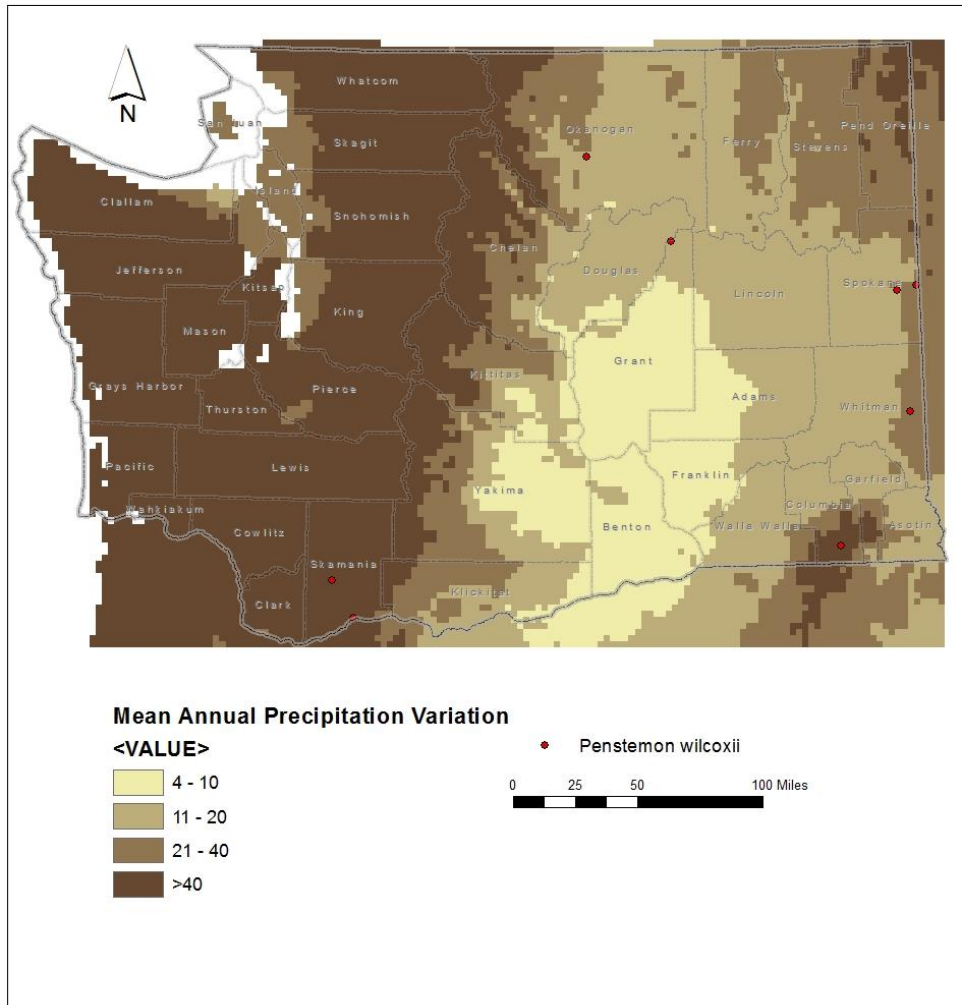 Whatcom
San Juan
Okanogan
Pend Oreille
Skagit
Ferry
Stevens
Island
Clallam
Snohomish
Chelan
Jefferson
Douglas
Kitsap
Spokane
Lincoln
King
Mason
Grant
Kittitas
Grays Harbor
Pierce
Adams
Thurston
Whitman
Pacific
Lewis
Franklin
Garfield
Yakima
Wahkiakum
Columbia
Benton
Walla Walla
Asotin
Cowlitz
Skamania
Klickitat
Clark
N
Mean Annual Precipitation Variation
<VALUE>
4 - 10
11 - 20
21 - 40
>40
Penstemon wilcoxii
0 25 50 100 Miles